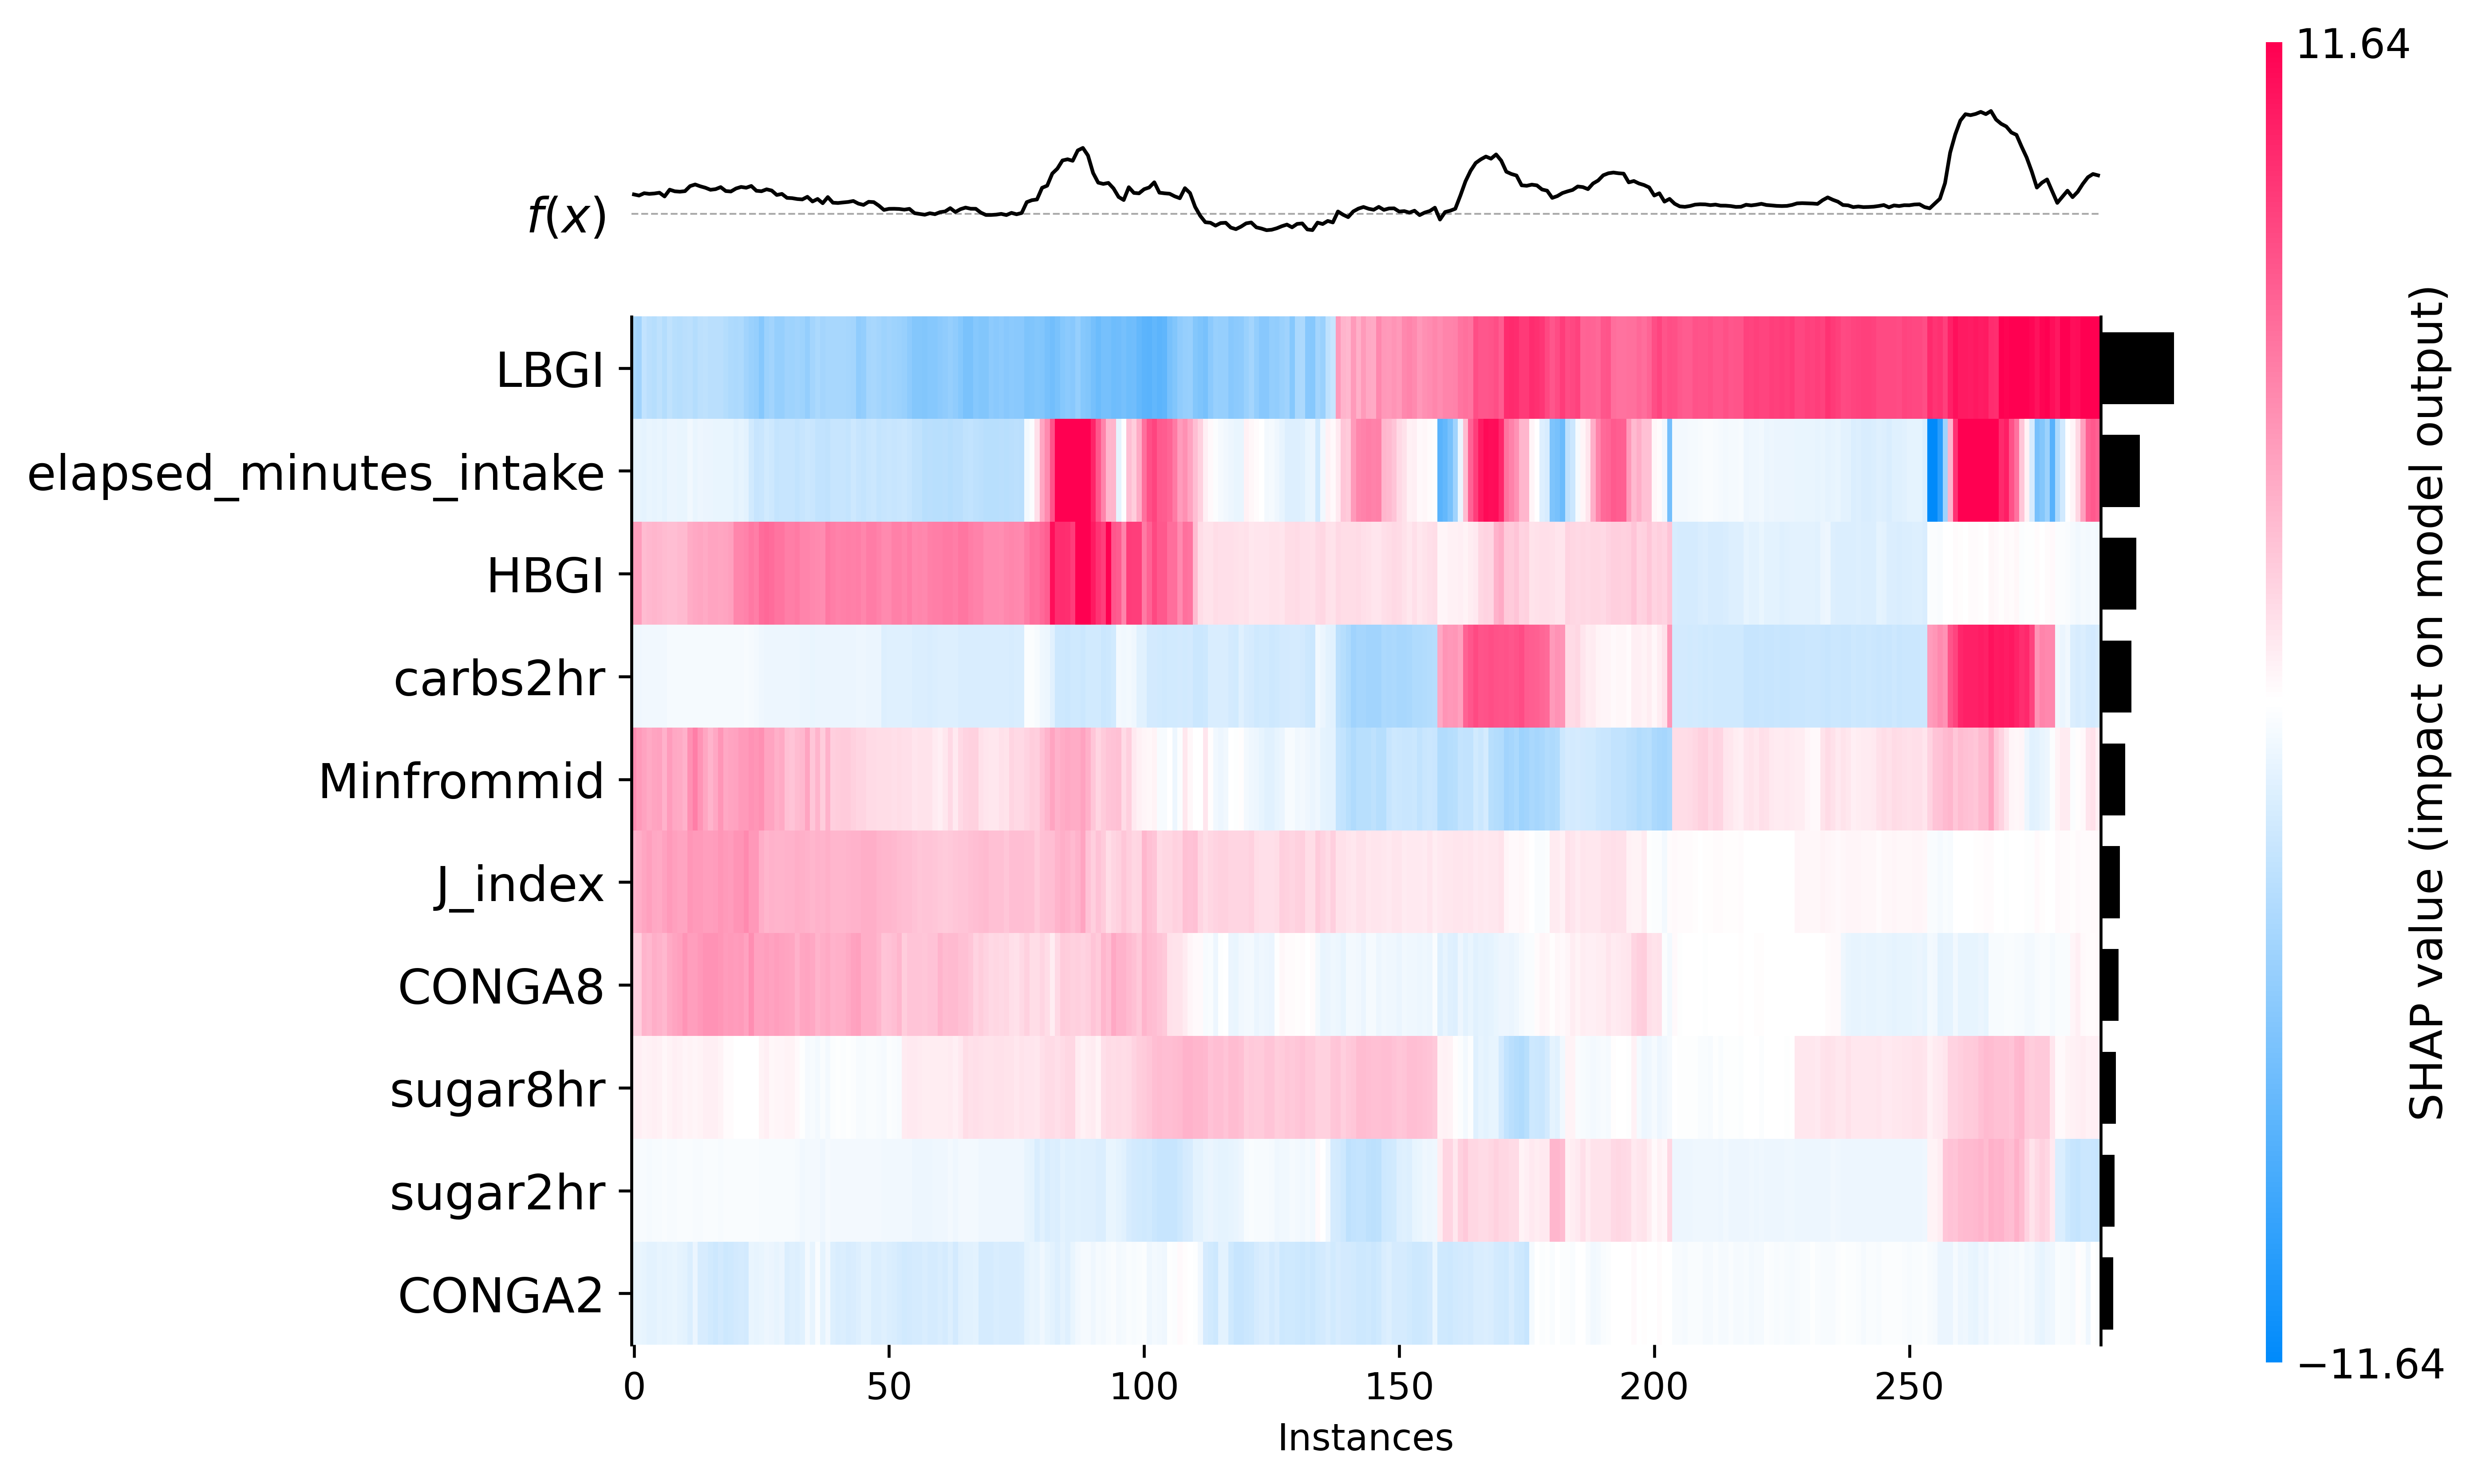 11.64
f(x)
LBGI
elapsed_minutes_intake
HBGI
carbs2hr
Minfrommid
J_index
CONGA8
sugar8hr
sugar2hr
CONGA2
0 50 100 150 200 250
Instances
SHAP value (impact on model output)
−11.64